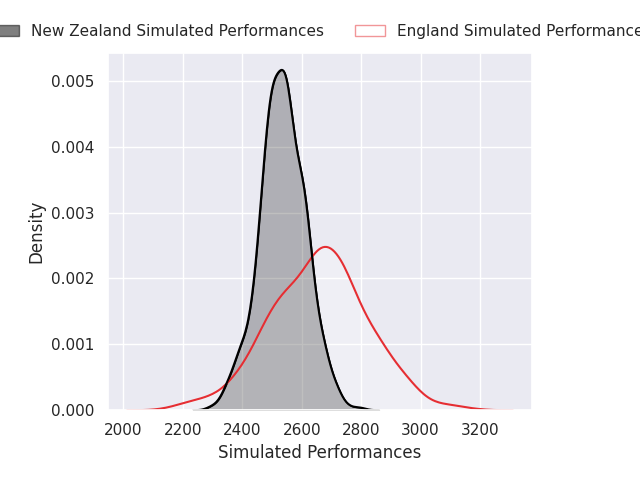 New Zealand Simulated Performances England Simulated Performance
0.005
0.004
0.003
0.002
0.001
0.000
Density
2000 2200 2400 2600 2800 3000 3200
Simulated Performances